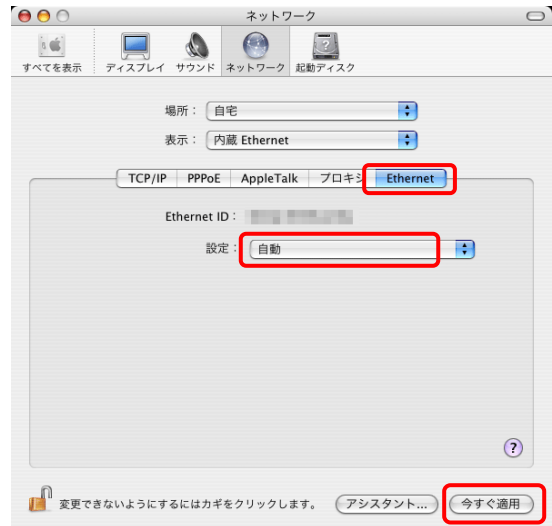 ネットワーク
すべてを表示 ディスプレイ サウンド ネットワーク 起動ディスク
場所： 自宅
表示： 内蔵 Ethernet
TCP/IP PPPoE AppleTalk プロキシ Ethernet
Ethernet ID：
設定： 自動
?
変更できないようにするにはカギをクリックします。 アシスタント... 今すぐ適用